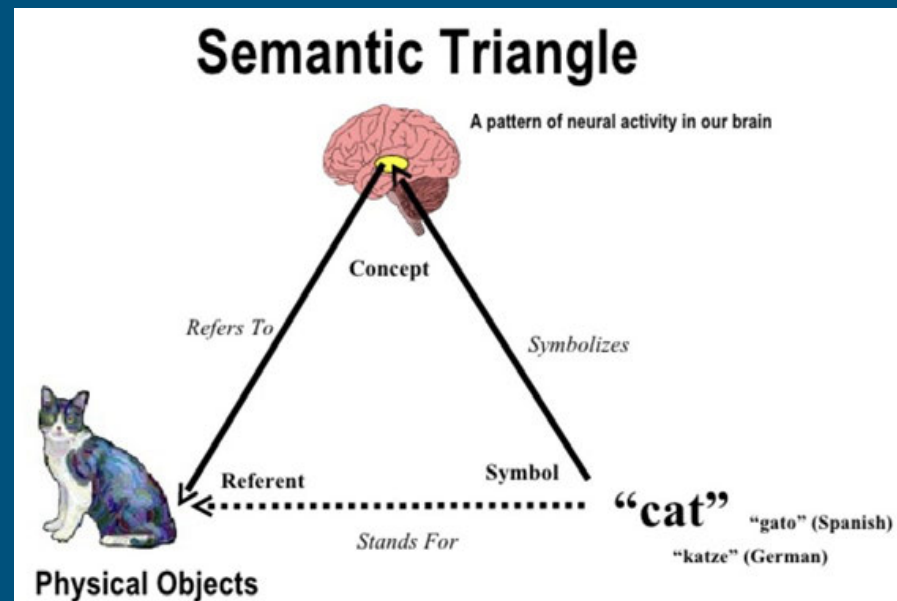 Semantic Triangle
A pattern of neural activity in our brain
Concept
Refers To
Symbolizes
Referent
Symbol
Stands For
“cat”
“gato” (Spanish)
“katze” (German)
Physical Objects